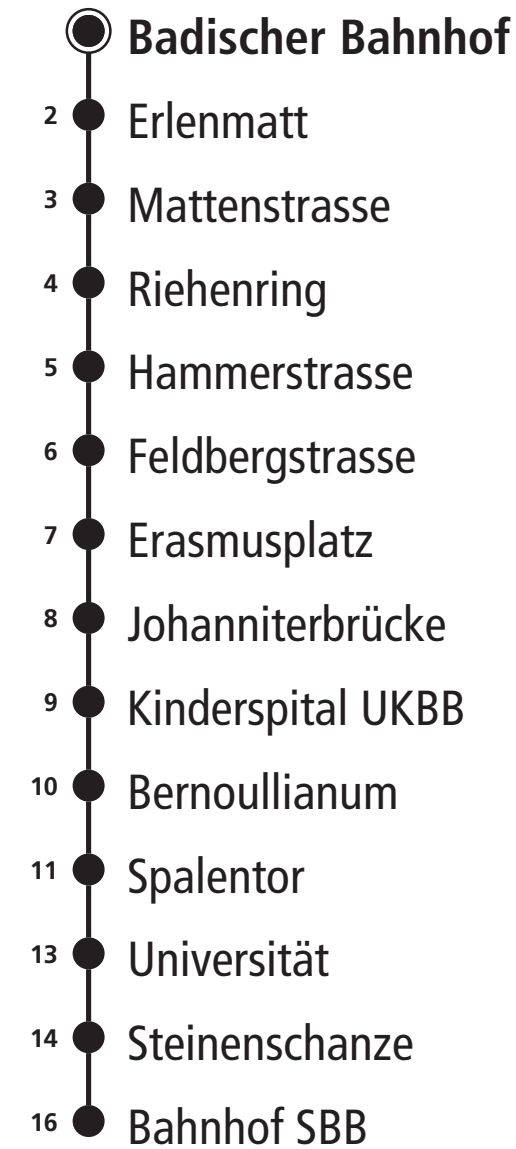 Badischer Bahnhof
2 Erlenmatt
3 Mattenstrasse
4 Riehenring
5 Hammerstrasse
6 Feldbergstrasse
7 Erasmusplatz
8 Johanniterbrücke
9 Kinderspital UKBB
10 Bernoullianum
11 Spalentor
13 Universität
14 Steinenschanze
16 Bahnhof SBB